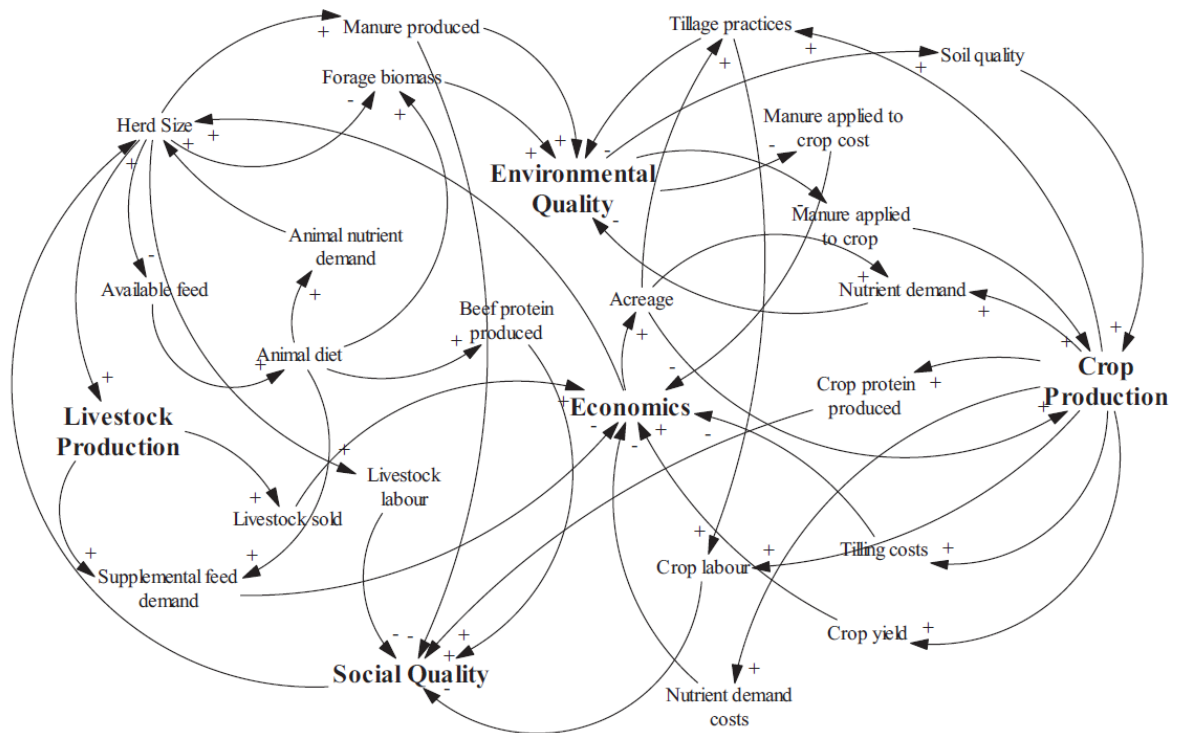 Manure produced
Tillage practices
Soil quality
Forage biomass
Herd Size
Manure applied to
crop cost
Environmental
Quality
Manure applied
to crop
Animal nutrient
demand
Available feed
Acreage
Nutrient demand
Beef protein
produced
Animal diet
Crop
Production
Crop protein
produced
Livestock
Production
Economics
Livestock
labour
Livestock sold
Supplemental feed
demand
Crop labour
Tilling costs
Crop yield
Social Quality
Nutrient demand
costs